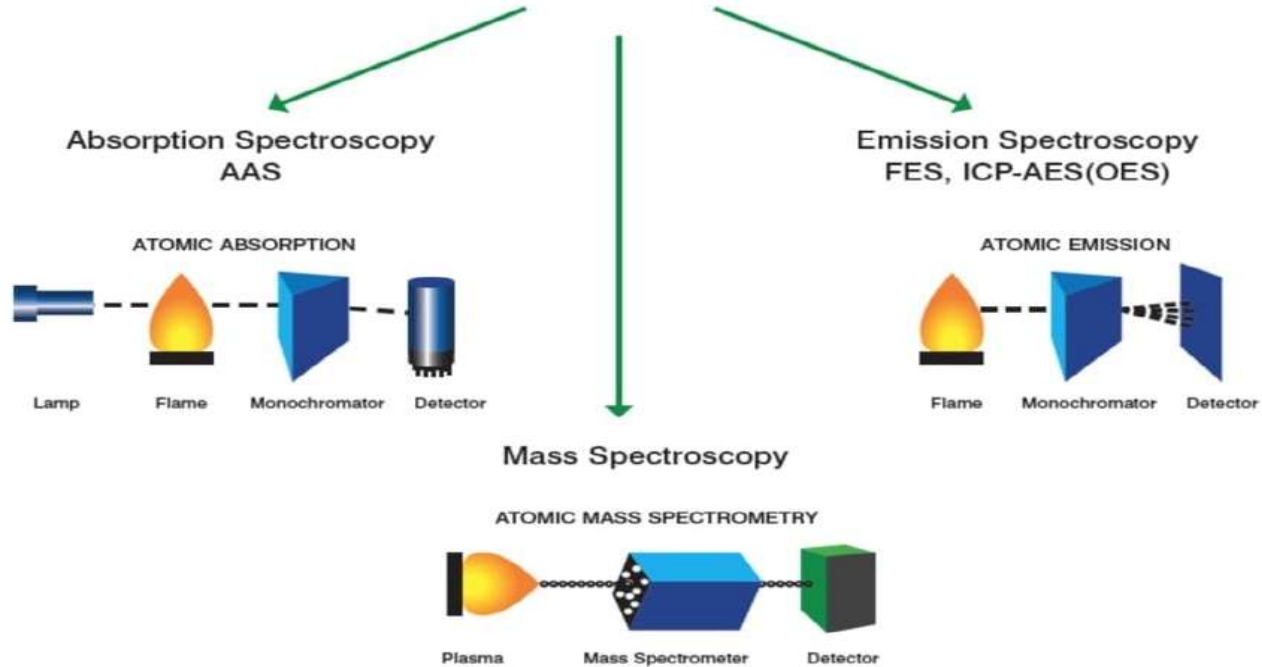 Absorption Spectroscopy
AAS
ATOMIC ABSORPTION
Lamp Flame Monochromator Detector
Emission Spectroscopy
FES, ICP-AES(OES)
ATOMIC EMISSION
Flame Monochromator Detector
Mass Spectroscopy
ATOMIC MASS SPECTROMETRY
Plasma Mass Spectrometer Detector